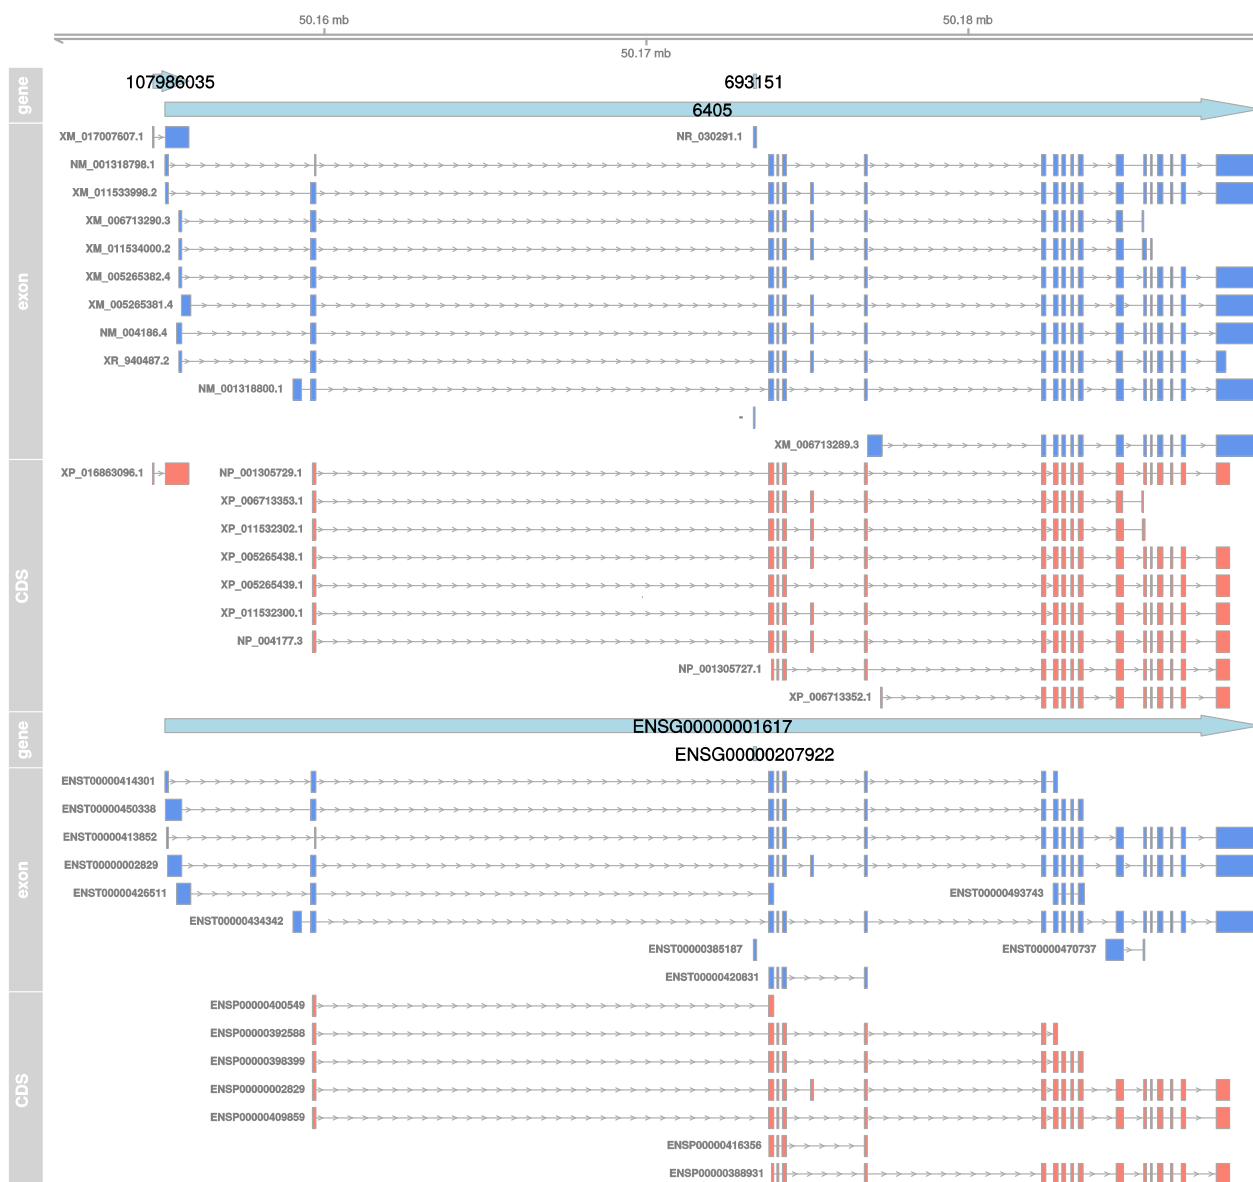 50.16 mb
50.18 mb
50.17 mb
gene
107986035
693151
6405
exon
XM_017007607.1
NR_030291.1
NM_001318798.1
XM_011533998.2
XM_006713290.3
XM_011534000.2
XM_005265382.4
XM_005265381.4
NM_004186.4
XR_940487.2
NM_001318800.1
-
XM_006713289.3
CDS
XP_016863096.1
NP_001305729.1
XP_006713353.1
XP_011532302.1
XP_005265438.1
XP_005265439.1
XP_011532300.1
NP_004177.3
NP_001305727.1
XP_006713352.1
gene
ENSG00000001617
ENSG00000207922
exon
ENST00000414301
ENST00000450338
ENST00000413852
ENST00000002829
ENST00000426511
ENST00000493743
ENST00000434342
ENST00000385187
ENST00000470737
ENST00000420831
CDS
ENSP00000400549
ENSP00000392588
ENSP00000398399
ENSP00000002829
ENSP00000409859
ENSP00000416356
ENSP00000388931